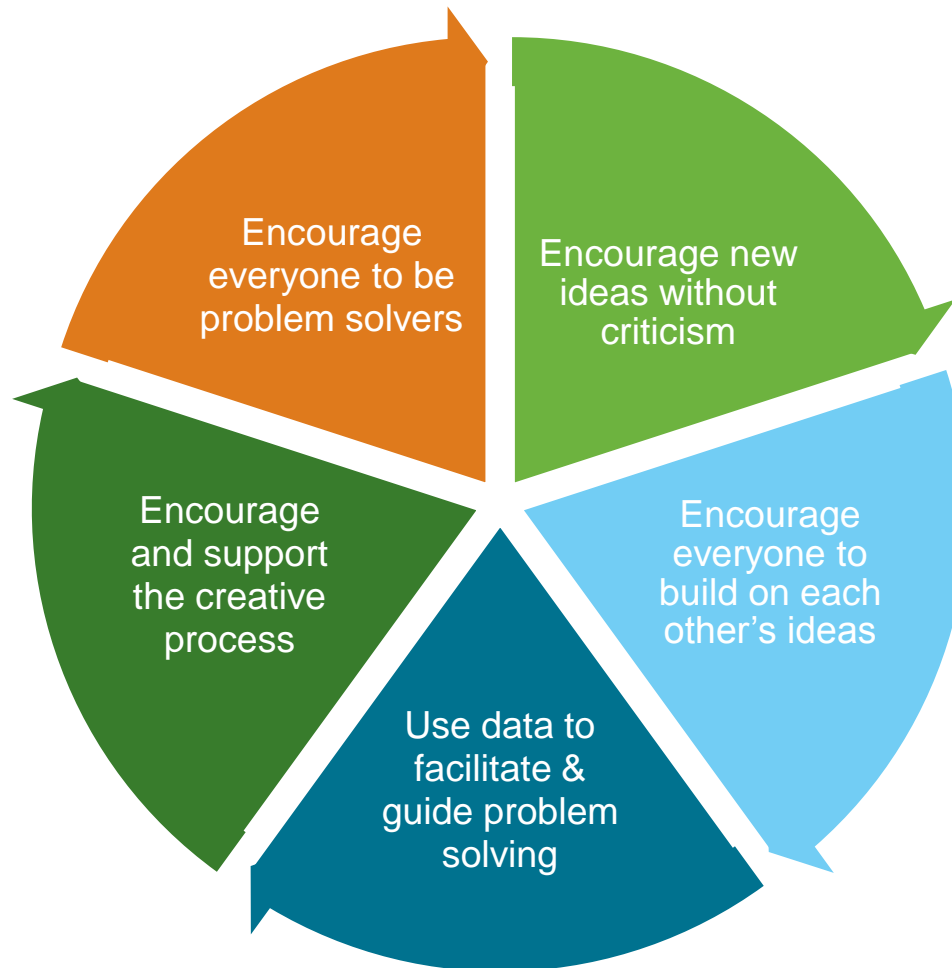 Encourage
everyone to be
problem solvers
Encourage new
ideas without
criticism
Encourage
everyone to
build on each
other’s ideas
Use data to
facilitate &
guide problem
solving
Encourage
and support
the creative
process